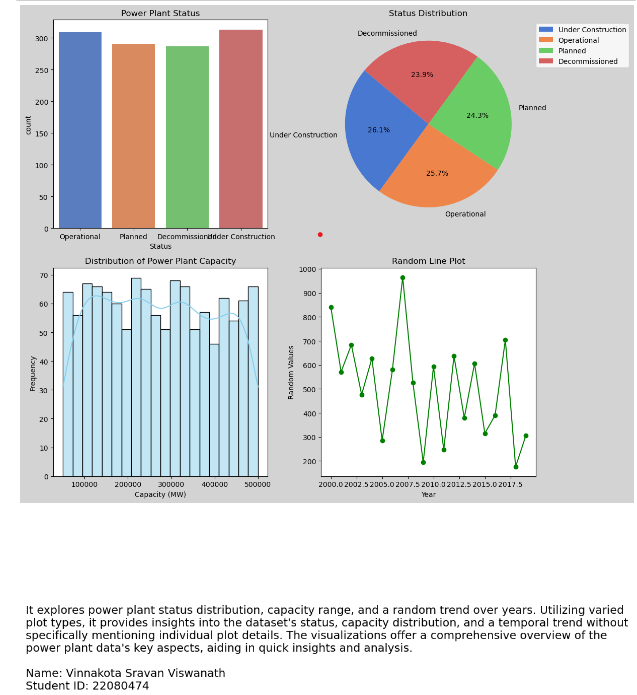 Power Plant Status
Status Distribution
count
300
250
200
150
100
50
0
Operational Planned Decommissioned Under Construction
Status
Decommissioned
Under Construction
Planned
Operational
23.9%
26.1%
24.3%
25.7%
Under Construction
Operational
Planned
Decommissioned
Distribution of Power Plant Capacity
Frequency
70
60
50
40
30
20
10
0
100000 200000 300000 400000 500000
Capacity (MW)
Random Line Plot
Random Values
1000
900
800
700
600
500
400
300
200
2000.0 2002.5 2005.0 2007.5 2010.0 2012.5 2015.0 2017.5
Year
It explores power plant status distribution, capacity range, and a random trend over years. Utilizing varied
plot types, it provides insights into the dataset's status, capacity distribution, and a temporal trend without
specifically mentioning individual plot details. The visualizations offer a comprehensive overview of the
power plant data's key aspects, aiding in quick insights and analysis.
Name: Vinnakota Sravan Viswanath
Student ID: 22080474